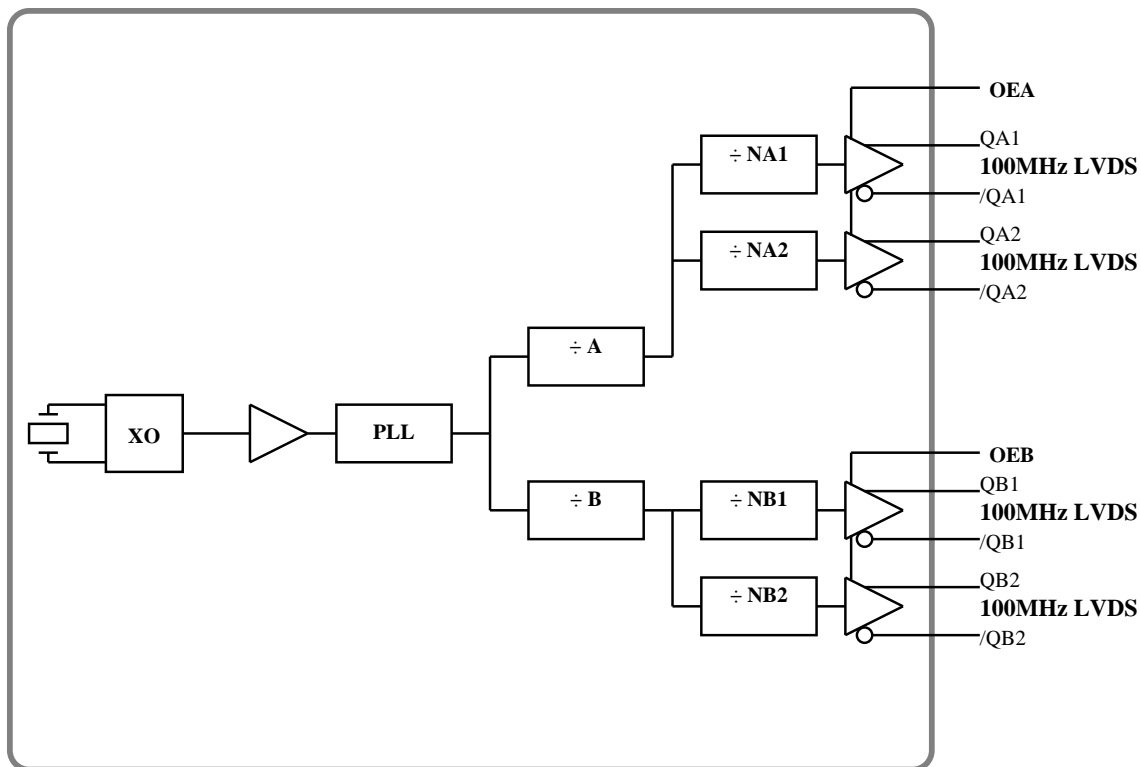 OEA
QA1
÷ NA1
100MHz LVDS
/QA1
QA2
÷ NA2
100MHz LVDS
/QA2
÷ A
XO
PLL
OEB
QB1
÷ B
÷ NB1
100MHz LVDS
/QB1
QB2
÷ NB2
100MHz LVDS
/QB2